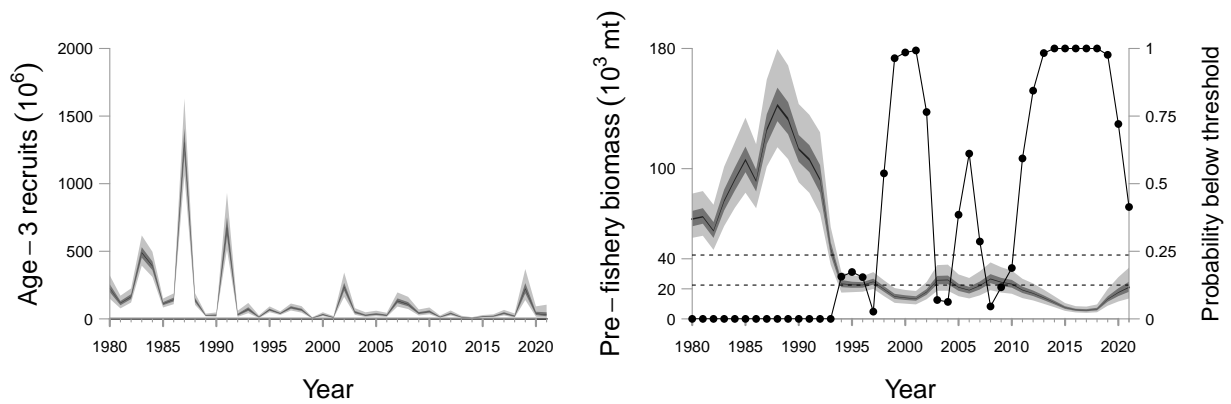 Age – 3 recruits (10⁶)
2000
1500
1000
500
0
1980 1985 1990 1995 2000 2005 2010 2015 2020
Year
Pre – fishery biomass (10³ mt)
180
100
40
20
0
1980 1985 1990 1995 2000 2005 2010 2015 2020
Year
1
0.75
0.5
0.25
0
Probability below threshold